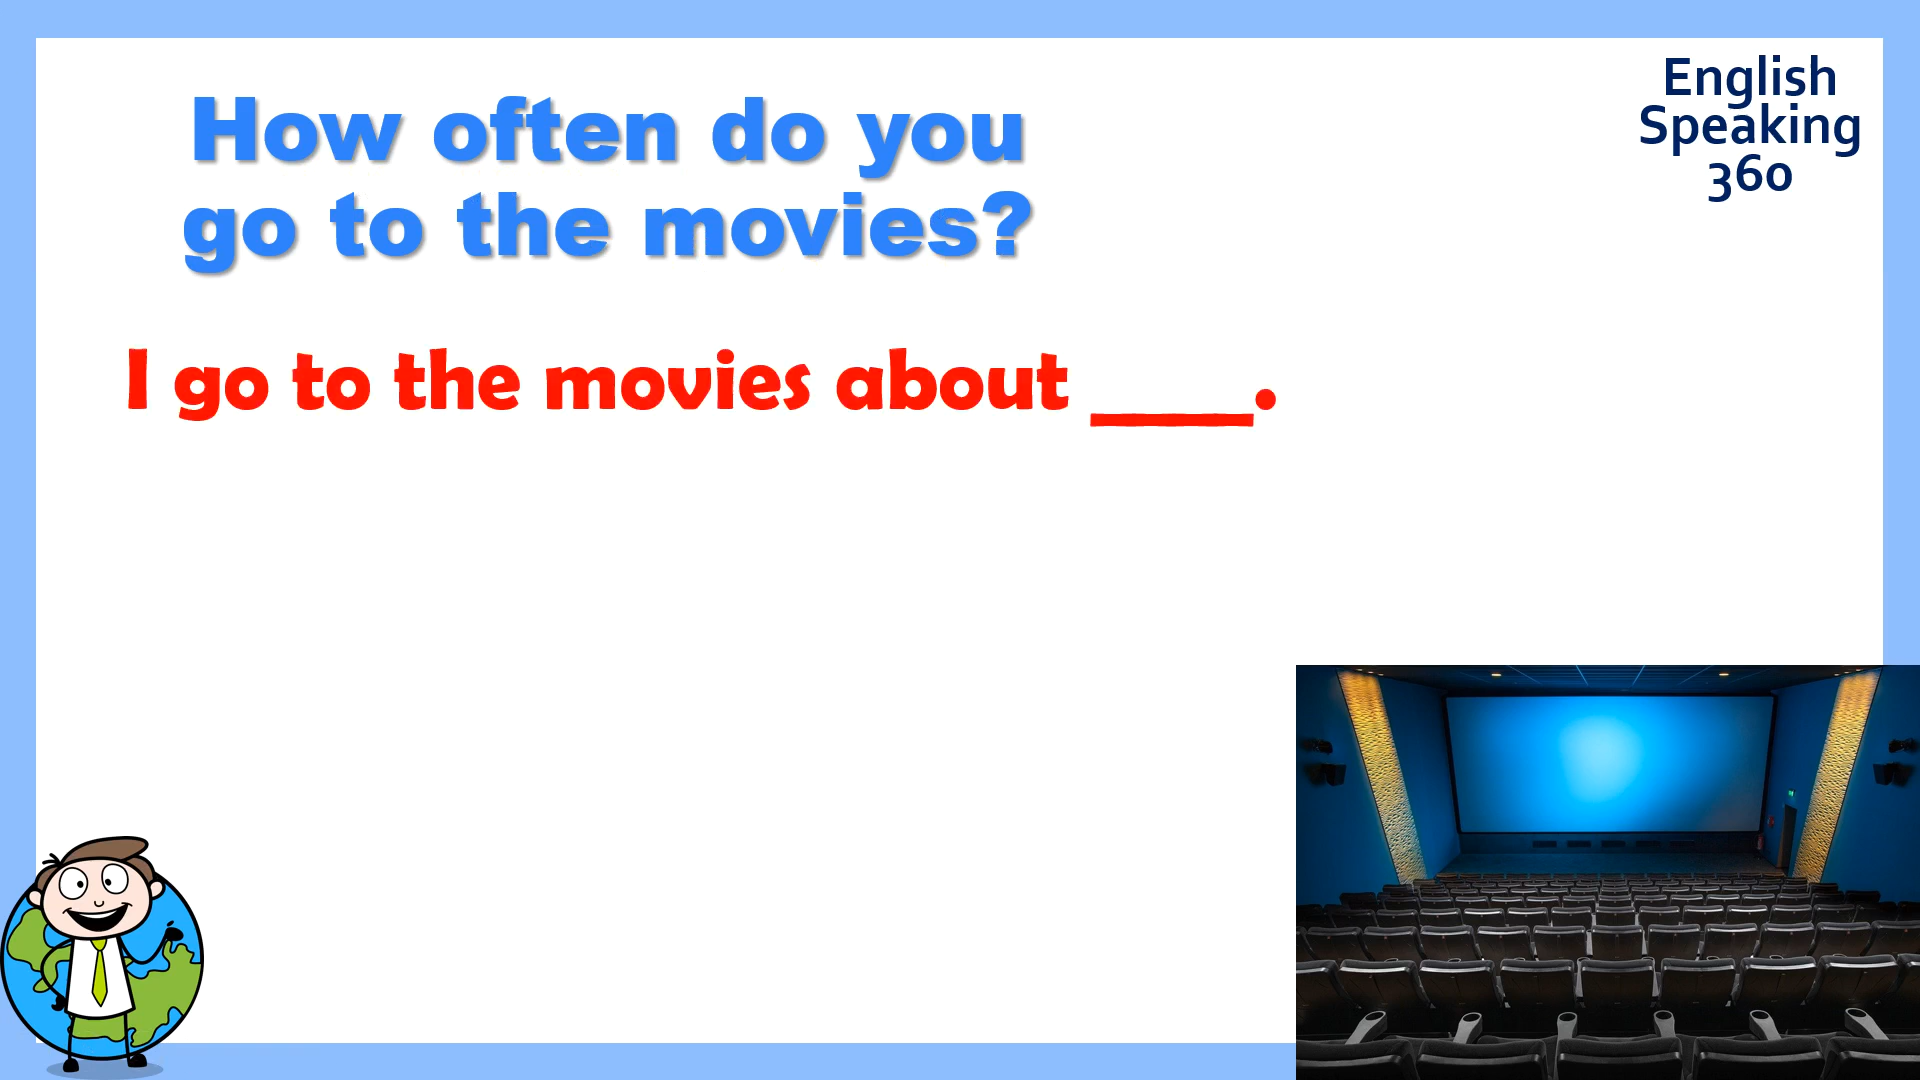 How often do you
go to the movies?
English
Speaking
360
I go to the movies about ____.